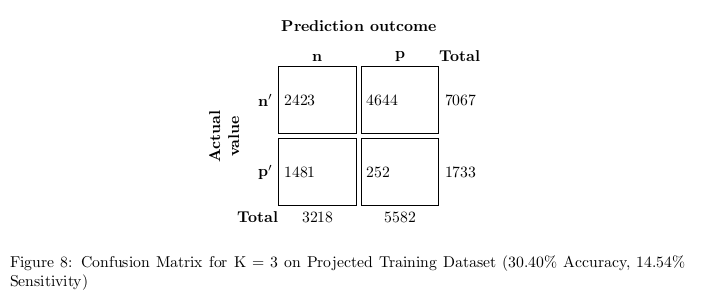 Prediction outcome
n p Total
Actual value
n′ 2423 4644 7067
p′ 1481 252 1733
Total 3218 5582
Figure 8: Confusion Matrix for K = 3 on Projected Training Dataset (30.40% Accuracy, 14.54%
Sensitivity)